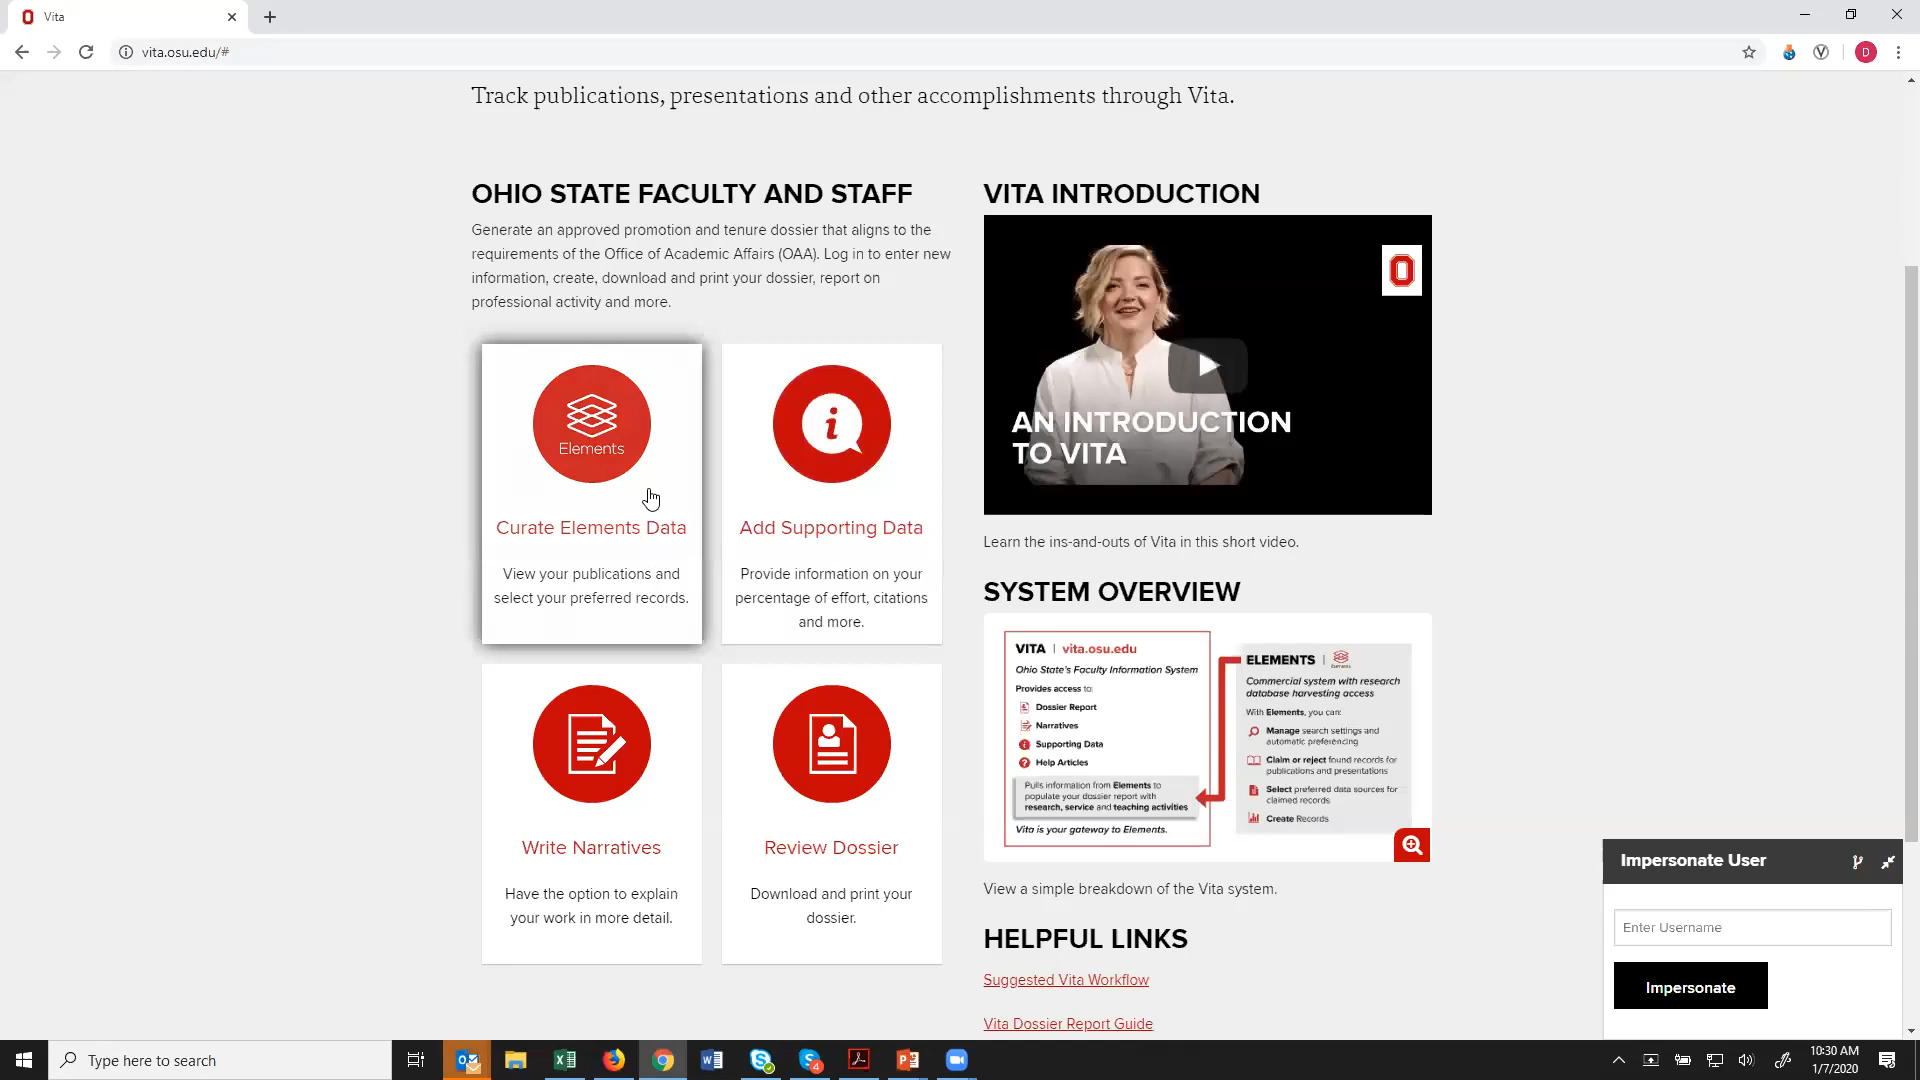 Vita
vita.osu.edu/#
D
Track publications, presentations and other accomplishments through Vita.
OHIO STATE FACULTY AND STAFF
Generate an approved promotion and tenure dossier that aligns to the
requirements of the Office of Academic Affairs (OAA). Log in to enter new
information, create, download and print your dossier, report on
professional activity and more.
Elements
Curate Elements Data
View your publications and
select your preferred records.
Add Supporting Data
Provide information on your
percentage of effort, citations
and more.
Write Narratives
Have the option to explain
your work in more detail.
Review Dossier
Download and print your
dossier.
VITA INTRODUCTION
AN INTRODUCTION
TO VITA
Learn the ins-and-outs of Vita in this short video.
SYSTEM OVERVIEW
VITA | vita.osu.edu
Ohio State's Faculty Information System
Provides access to:
Dossier Report
Narratives
Supporting Data
Help Articles
Pulls information from Elements to
populate your dossier report with
research, service and teaching activities
Vita is your gateway to Elements.
ELEMENTS |
Elements
Commercial system with research
database harvesting access
With Elements, you can:
Manage search settings and
automatic preferencing
Claim or reject found records for
publications and presentations
Select preferred data sources for
claimed records
Create Records
View a simple breakdown of the Vita system.
HELPFUL LINKS
Suggested Vita Workflow
Vita Dossier Report Guide
Impersonate User
Enter Username
Impersonate
Type here to search
4
10:30 AM
1/7/2020